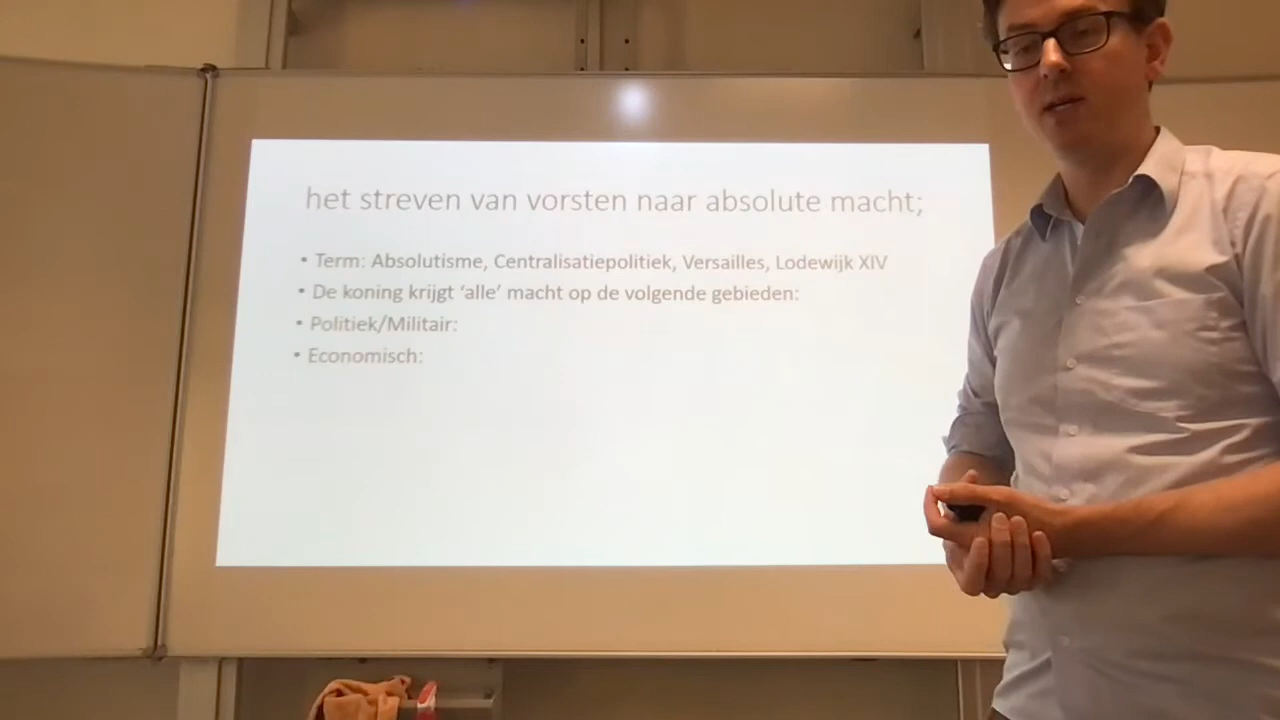 het streven van vorsten naar absolute macht;
• Term: Absolutisme, Centralisatiepolitiek, Versailles, Lodewijk XIV
• De koning krijgt ‘alle’ macht op de volgende gebieden:
• Politiek/Militair:
• Economisch: